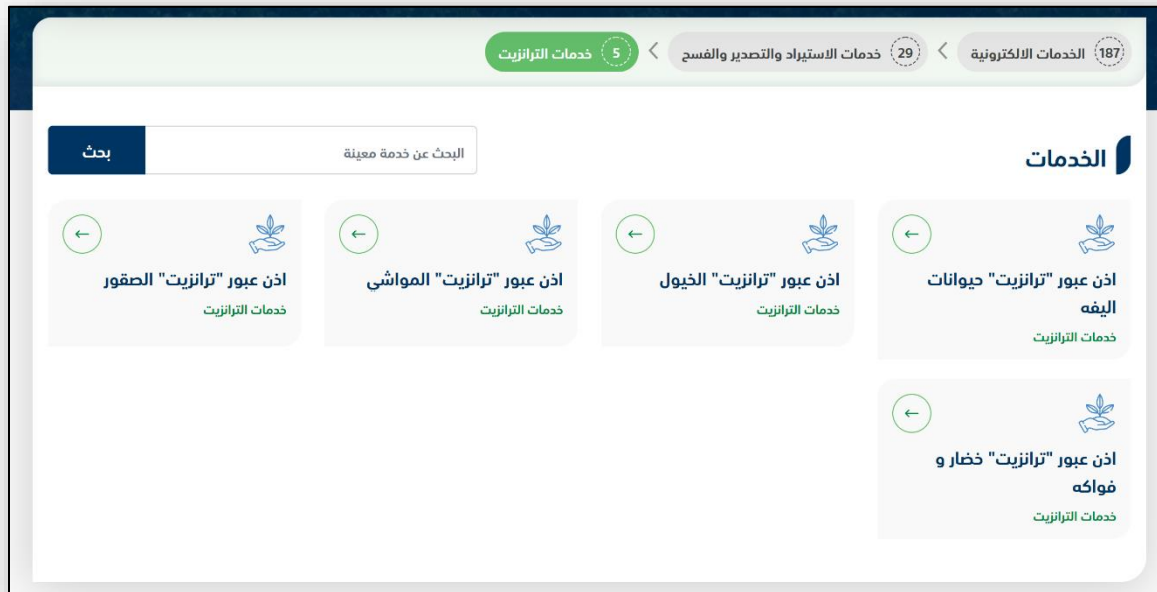 187 الخدمات الالكترونية
29 خدمات الاستيراد والتصدير والفسح
5 خدمات الترانزيت
الخدمات
البحث عن خدمة معينة
بحث
اذن عبور "ترانزيت" حيوانات
اليفه
خدمات الترانزيت
اذن عبور "ترانزيت" الخيول
خدمات الترانزيت
اذن عبور "ترانزيت" المواشي
خدمات الترانزيت
اذن عبور "ترانزيت" الصقور
خدمات الترانزيت
اذن عبور "ترانزيت" خضار و
فواكه
خدمات الترانزيت